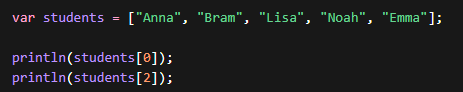 var students = ["Anna", "Bram", "Lisa", "Noah", "Emma"];
println(students[0]);
println(students[2]);